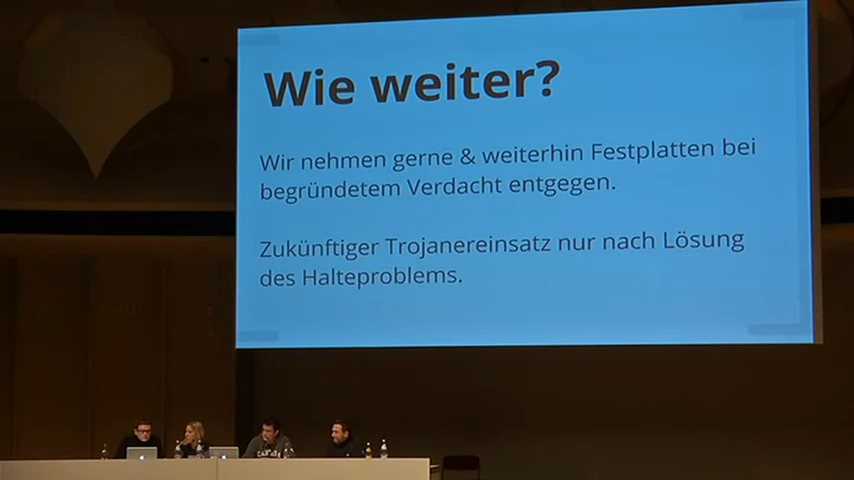 Wie weiter?
Wir nehmen gerne & weiterhin Festplatten bei
begründetem Verdacht entgegen.
Zukünftiger Trojanereinsatz nur nach Lösung
des Halteproblems.